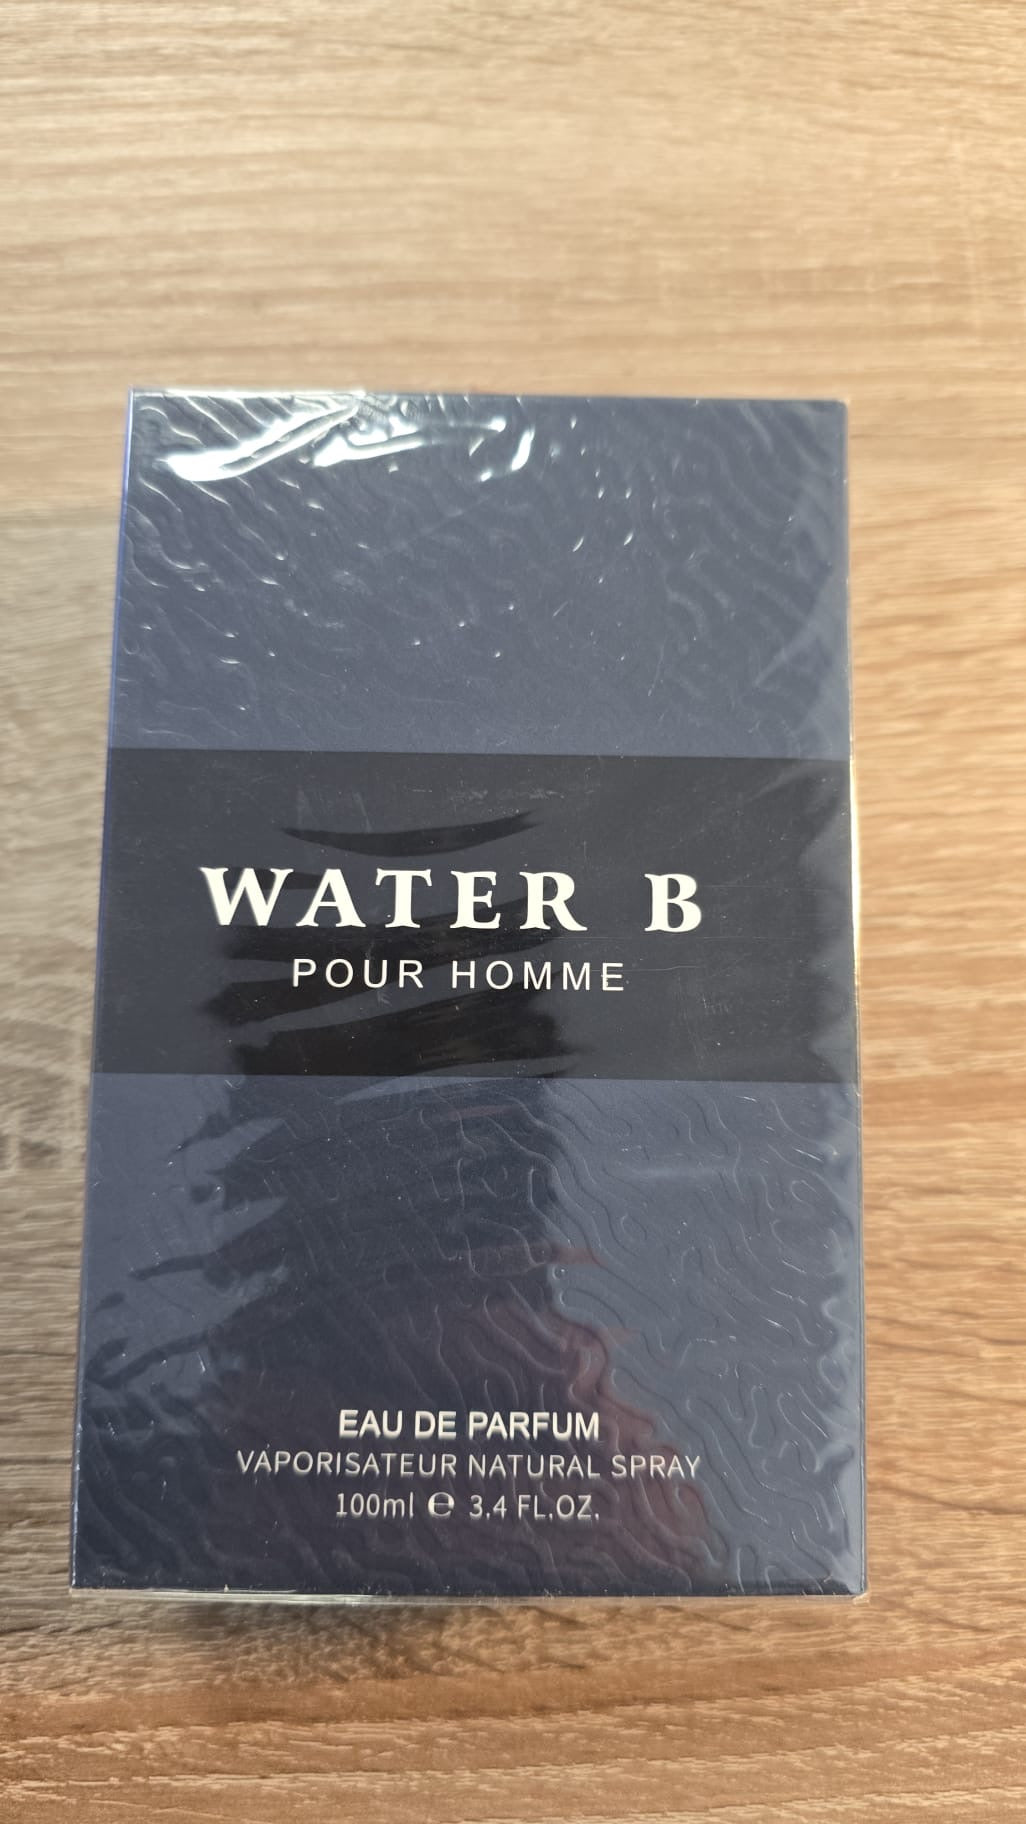 WATER B
POUR HOMME
EAU DE PARFUM
VAPORISATEUR NATURAL SPRAY
100ml ℮ 3.4 FL.OZ.